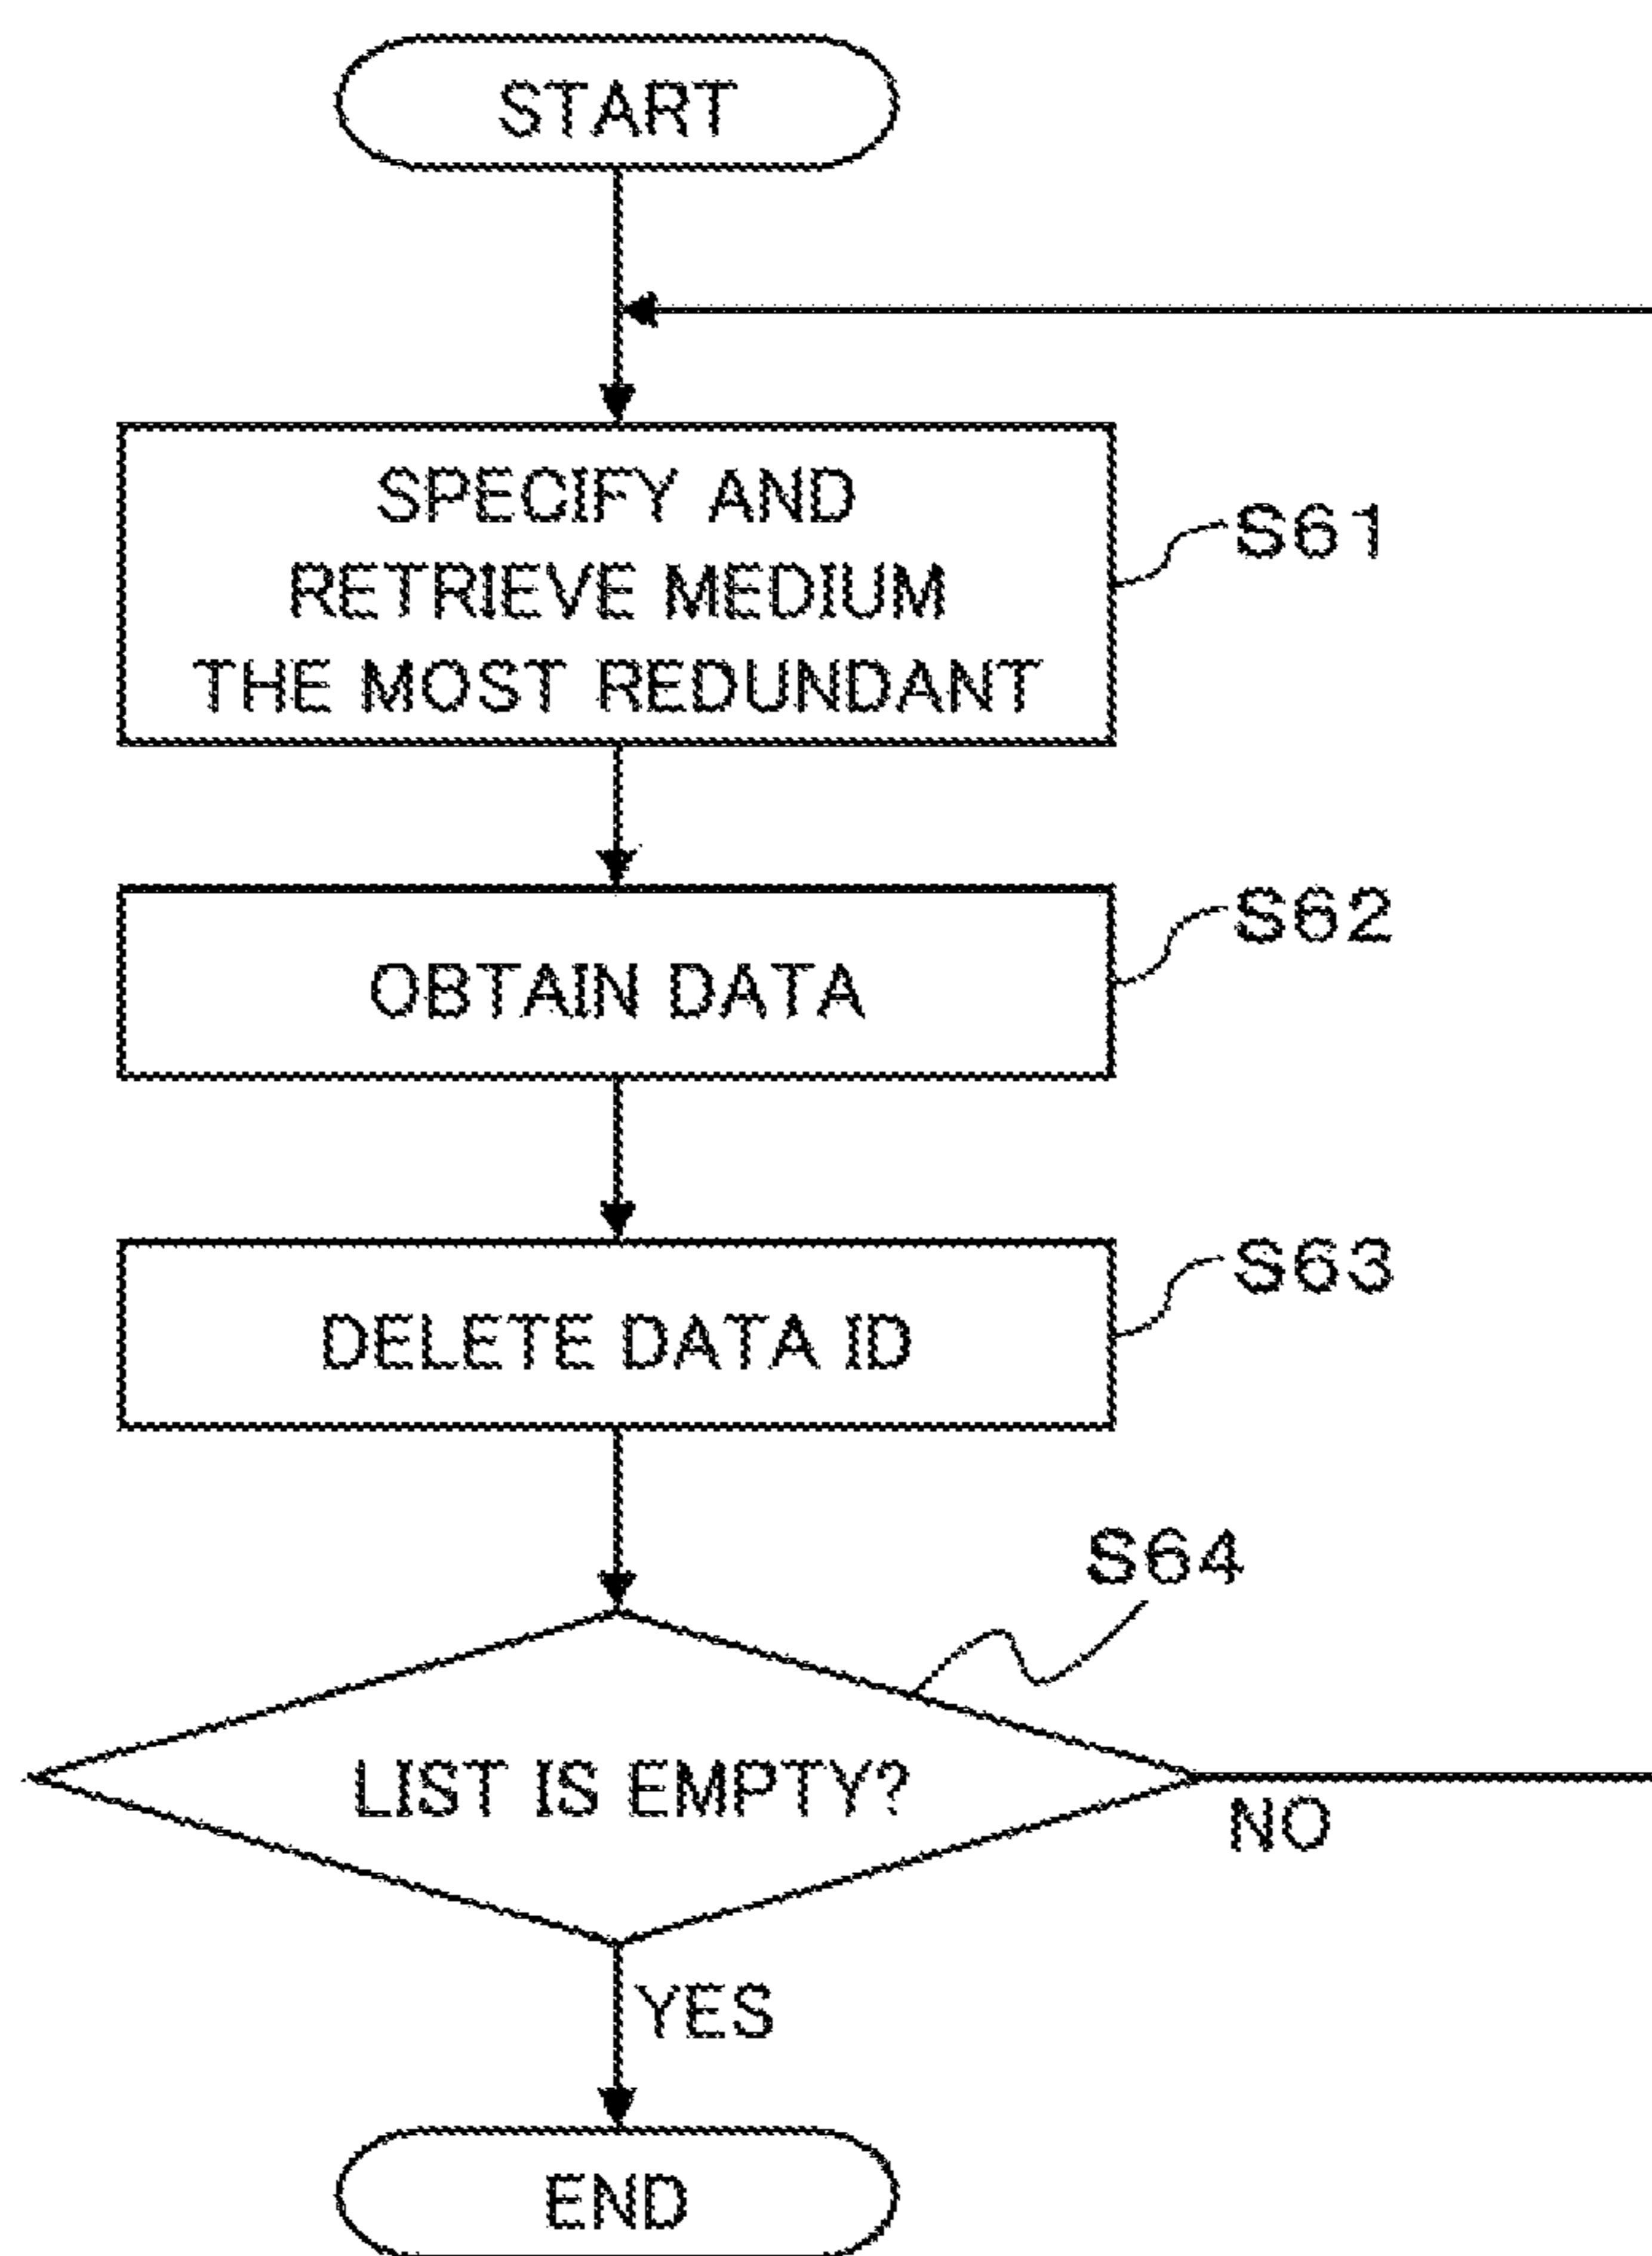 START
SPECIFY AND
RETRIEVE MEDIUM
THE MOST REDUNDANT
S61
OBTAIN DATA
S62
DELETE DATA ID
S63
S64
LIST IS EMPTY?
NO
YES
END